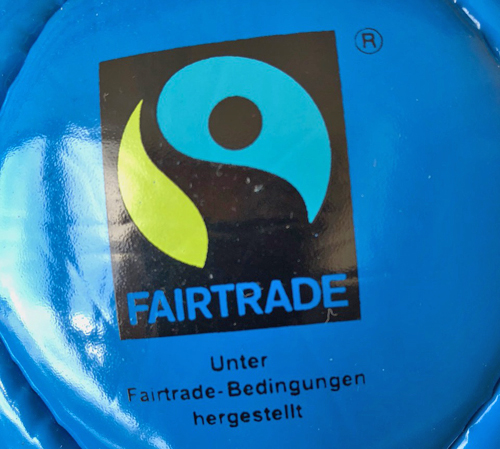 ®
FAIRTRADE
Unter
Fairtrade-Bedingungen
hergestellt